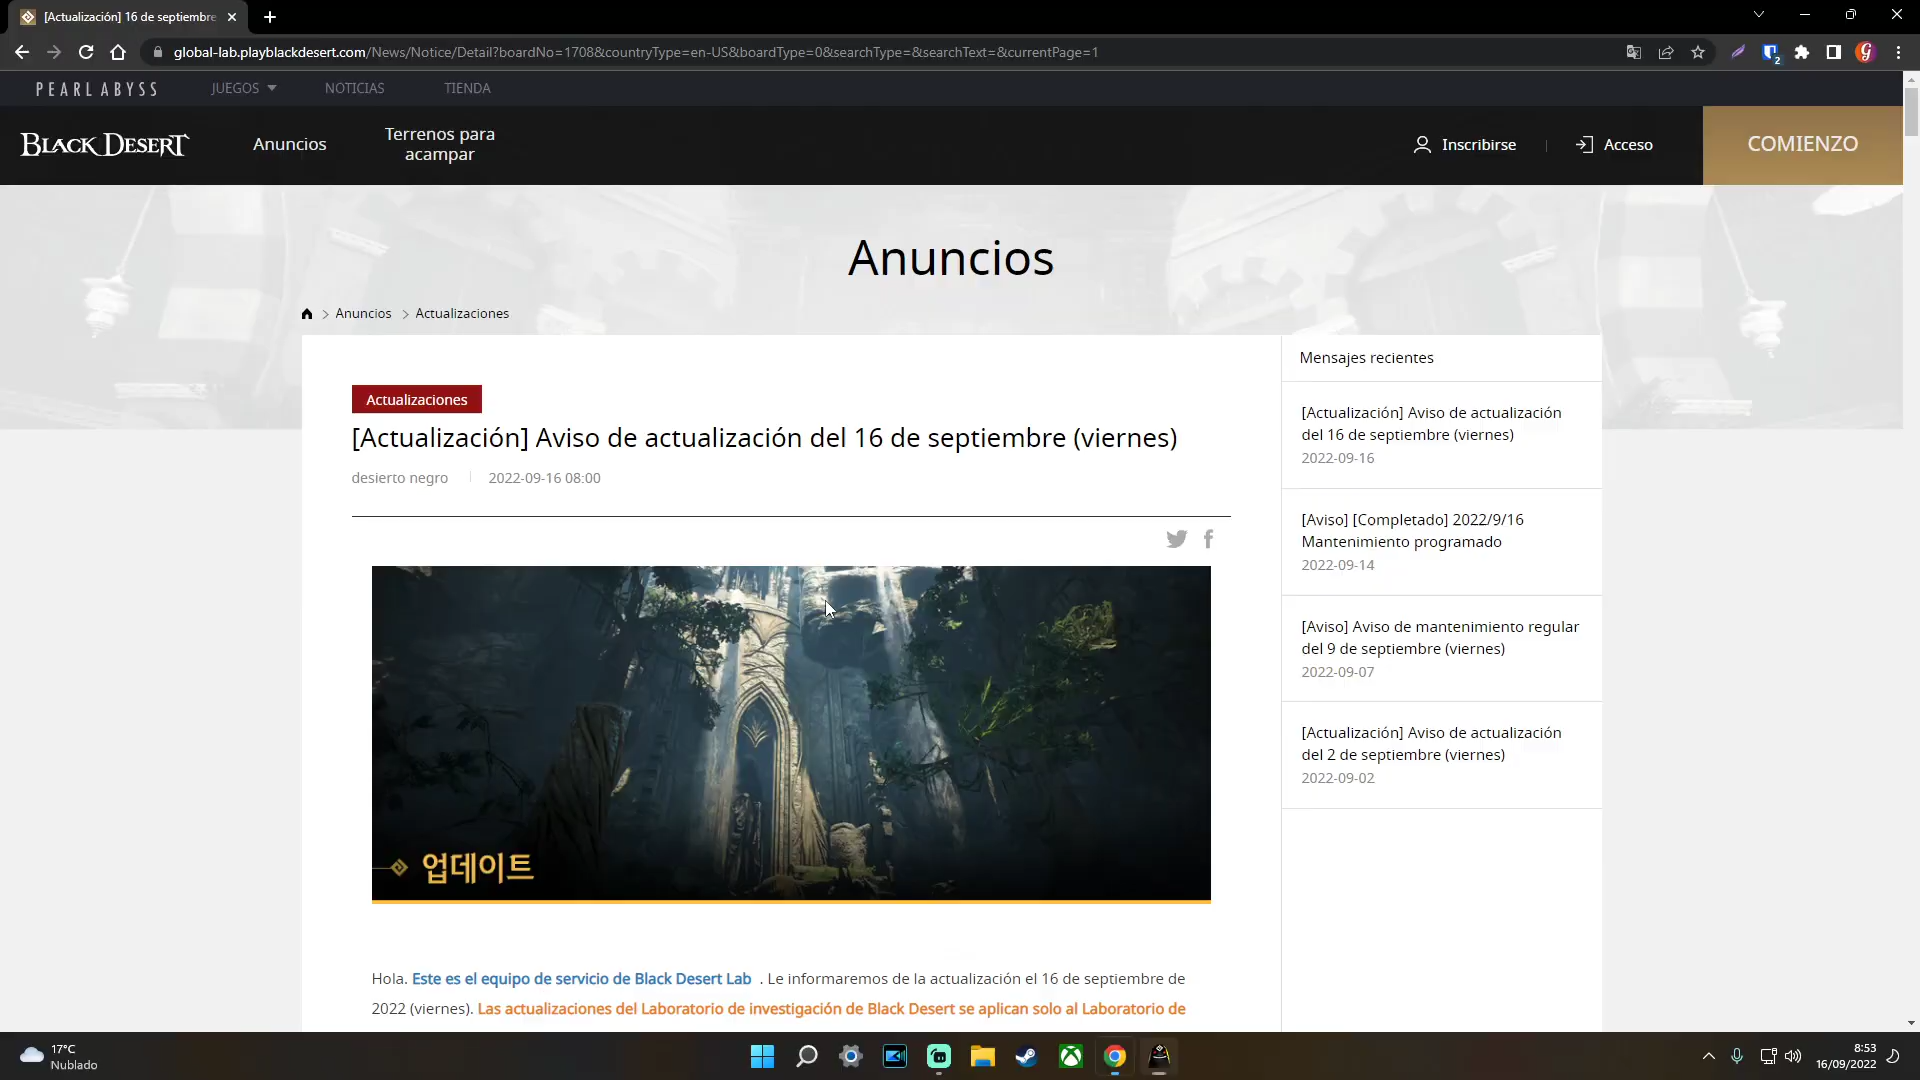 [Actualización] 16 de septiembre
global-lab.playblackdesert.com/News/Notice/Detail?boardNo=1708&countryType=en-US&boardType=0&searchType=&searchText=&currentPage=1
2
PEARL ABYSS
JUEGOS
NOTICIAS
TIENDA
BLACK DESERT
Anuncios
Terrenos para
acampar
Inscribirse
Acceso
COMIENZO
Anuncios
Anuncios > Actualizaciones
Actualizaciones
[Actualización] Aviso de actualización del 16 de septiembre (viernes)
desierto negro
2022-09-16 08:00
업데이트
Hola. Este es el equipo de servicio de Black Desert Lab . Le informaremos de la actualización el 16 de septiembre de
2022 (viernes). Las actualizaciones del Laboratorio de investigación de Black Desert se aplican solo al Laboratorio de
Mensajes recientes
[Actualización] Aviso de actualización
del 16 de septiembre (viernes)
2022-09-16
[Aviso] [Completado] 2022/9/16
Mantenimiento programado
2022-09-14
[Aviso] Aviso de mantenimiento regular
del 9 de septiembre (viernes)
2022-09-07
[Actualización] Aviso de actualización
del 2 de septiembre (viernes)
2022-09-02
17°C
Nublado
8:53
16/09/2022